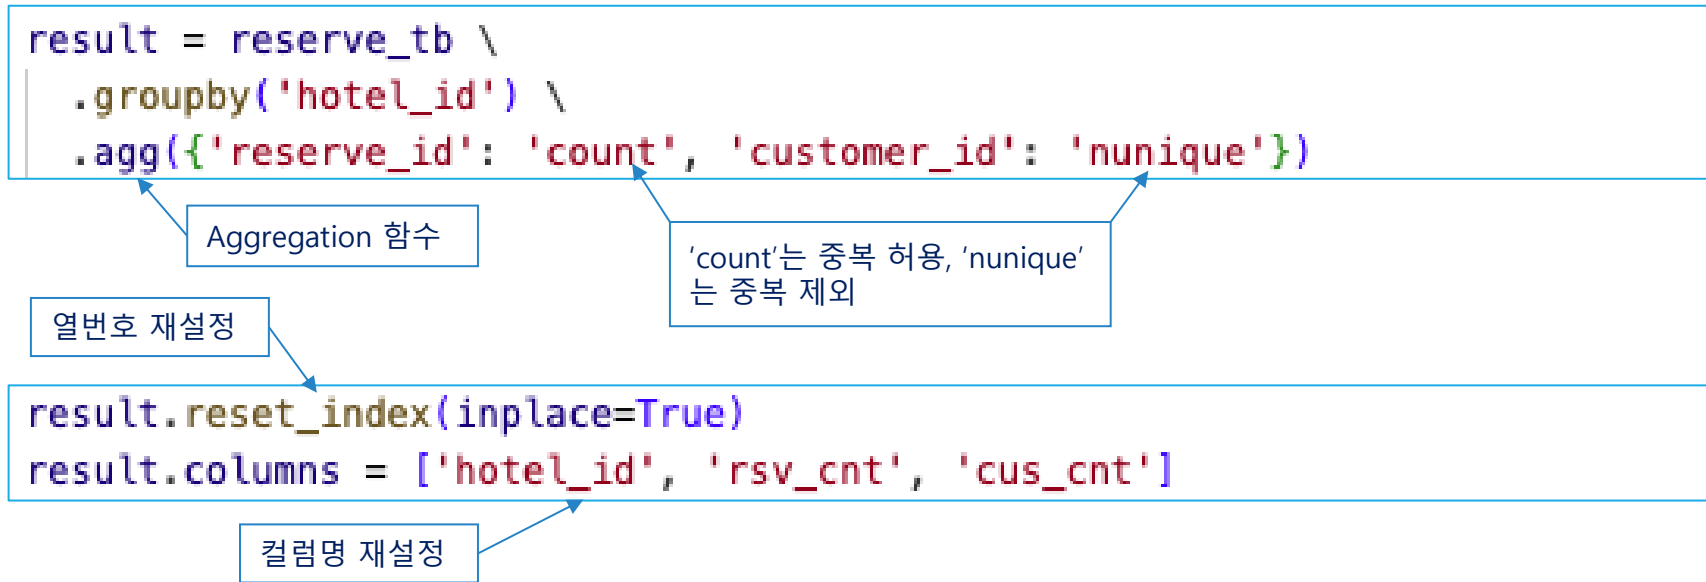 result = reserve_tb \
.groupby('hotel_id') \
.agg({'reserve_id': 'count', 'customer_id': 'nunique'})
Aggregation 함수
‘count’는 중복 허용, ‘nunique’
는 중복 제외
열번호 재설정
result.reset_index(inplace=True)
result.columns = ['hotel_id', 'rsv_cnt', 'cus_cnt']
컬럼명 재설정